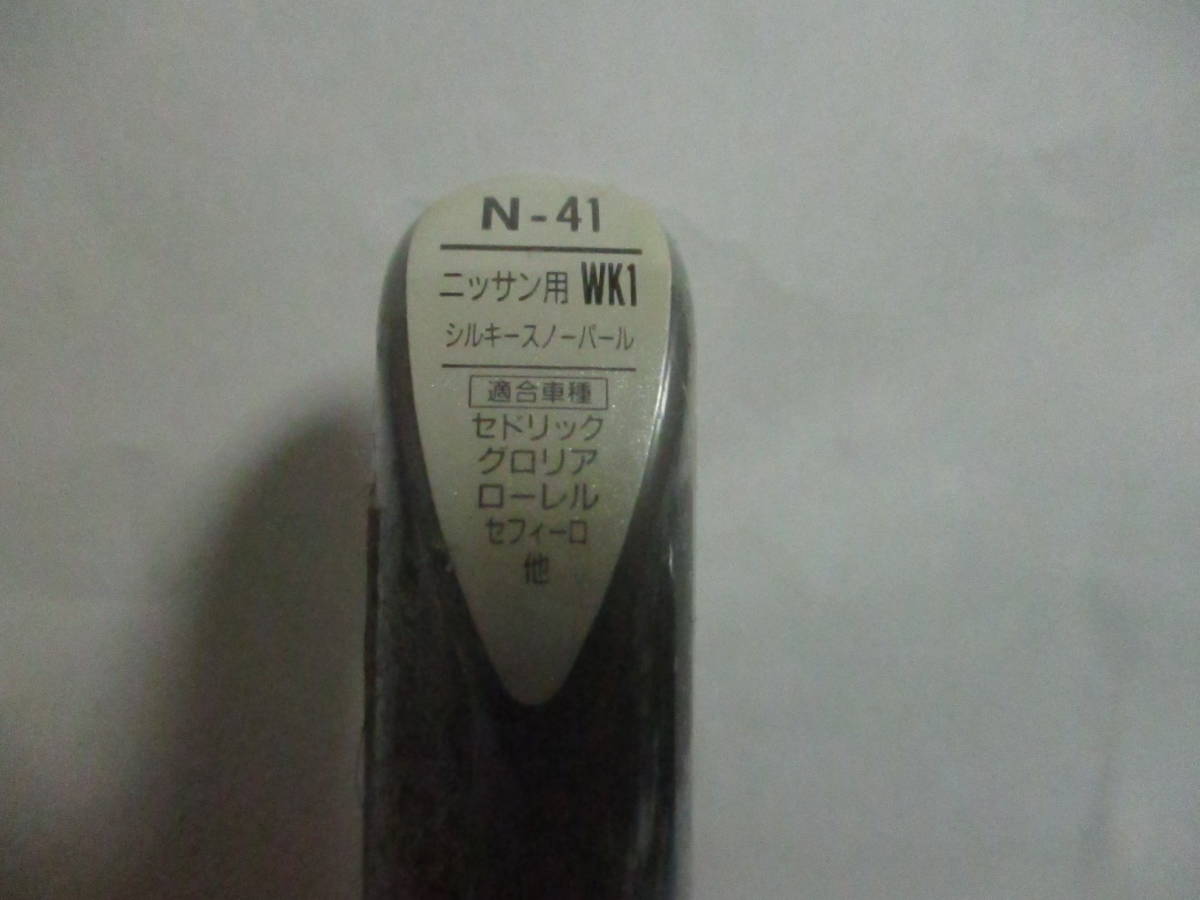 N-41
ニッサン用 WK1
シルキースノーパール
適合車種
セドリック
グロリア
ローレル
セフィーロ
他